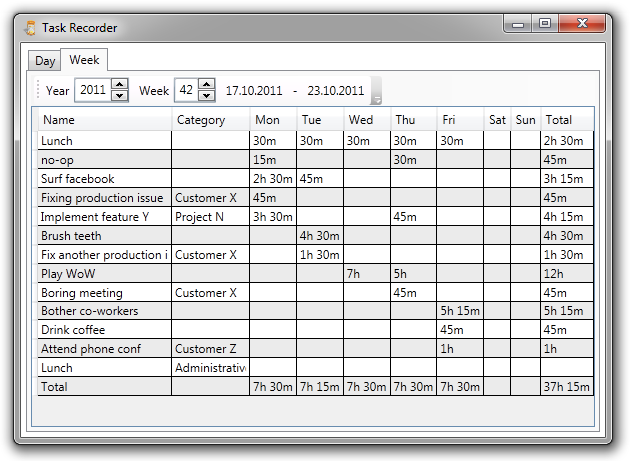 Task Recorder
Day Week
Year 2011 Week 42 17.10.2011 - 23.10.2011
Name Category Mon Tue Wed Thu Fri Sat Sun Total
Lunch 30m 30m 30m 30m 30m 2h 30m
no-op 15m 30m 45m
Surf facebook 2h 30m 45m 3h 15m
Fixing production issue Customer X 45m 45m
Implement feature Y Project N 3h 30m 45m 4h 15m
Brush teeth 4h 30m 4h 30m
Fix another production i Customer X 1h 30m 1h 30m
Play WoW 7h 5h 12h
Boring meeting Customer X 45m 45m
Bother co-workers 5h 15m 5h 15m
Drink coffee 45m 45m
Attend phone conf Customer Z 1h 1h
Lunch Administrative
Total 7h 30m 7h 15m 7h 30m 7h 30m 7h 30m 37h 15m